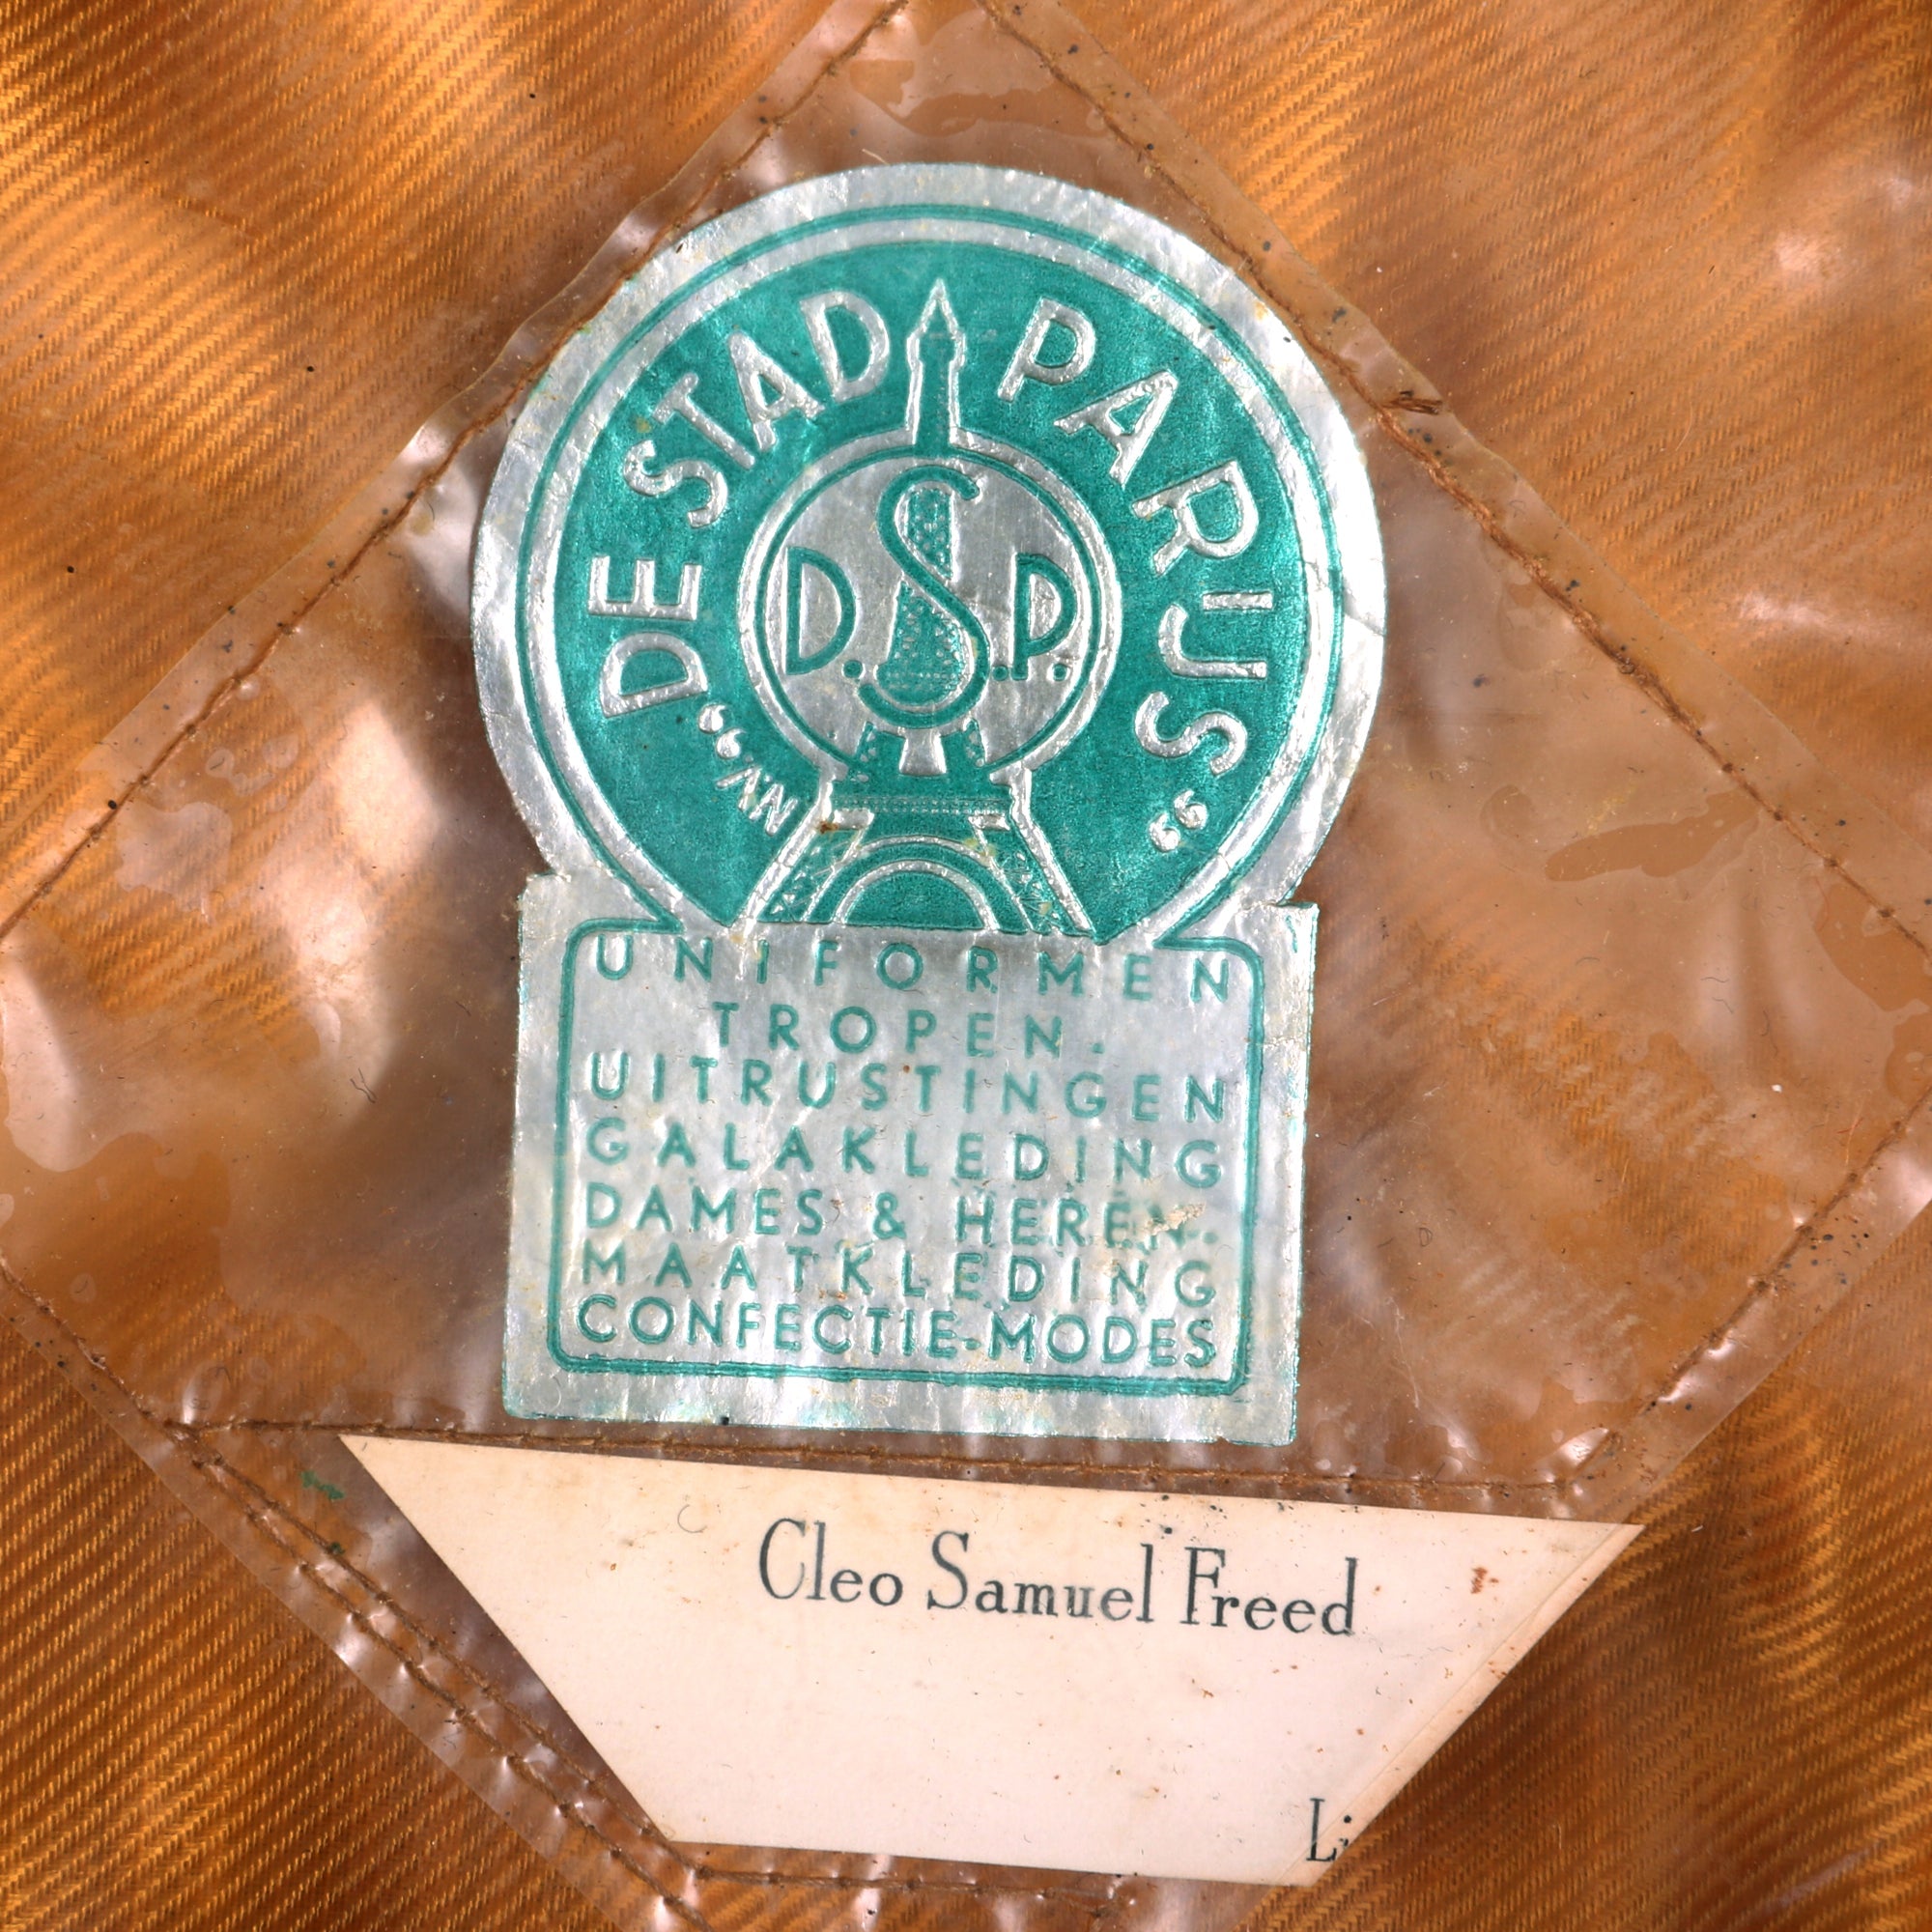 N.V. „DE STAD PARIJS“
D.S.P.
UNIFORMEN
TROPEN.
UITRUSTINGEN
GALAKLEDING
DAMES & HEREN.
MAATKLEDING
CONFECTIE-MODES
Cleo Samuel Freed